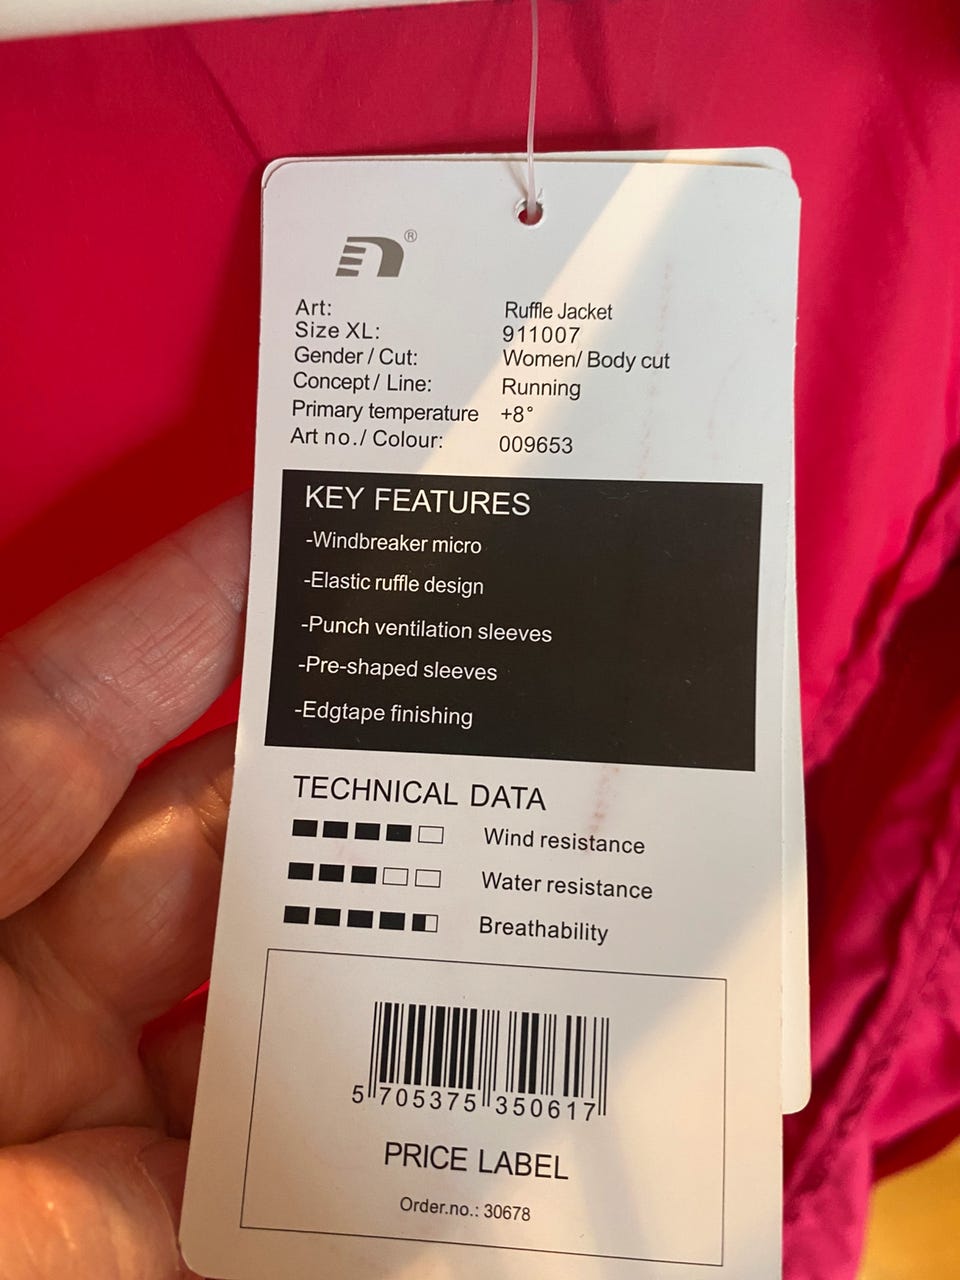 ®
Art: Ruffle Jacket
Size XL: 911007
Gender / Cut: Women/ Body cut
Concept / Line: Running
Primary temperature +8°
Art no./ Colour: 009653
KEY FEATURES
-Windbreaker micro
-Elastic ruffle design
-Punch ventilation sleeves
-Pre-shaped sleeves
-Edgtape finishing
TECHNICAL DATA
Wind resistance
Water resistance
Breathability
5 705375 350617
PRICE LABEL
Order.no.: 30678